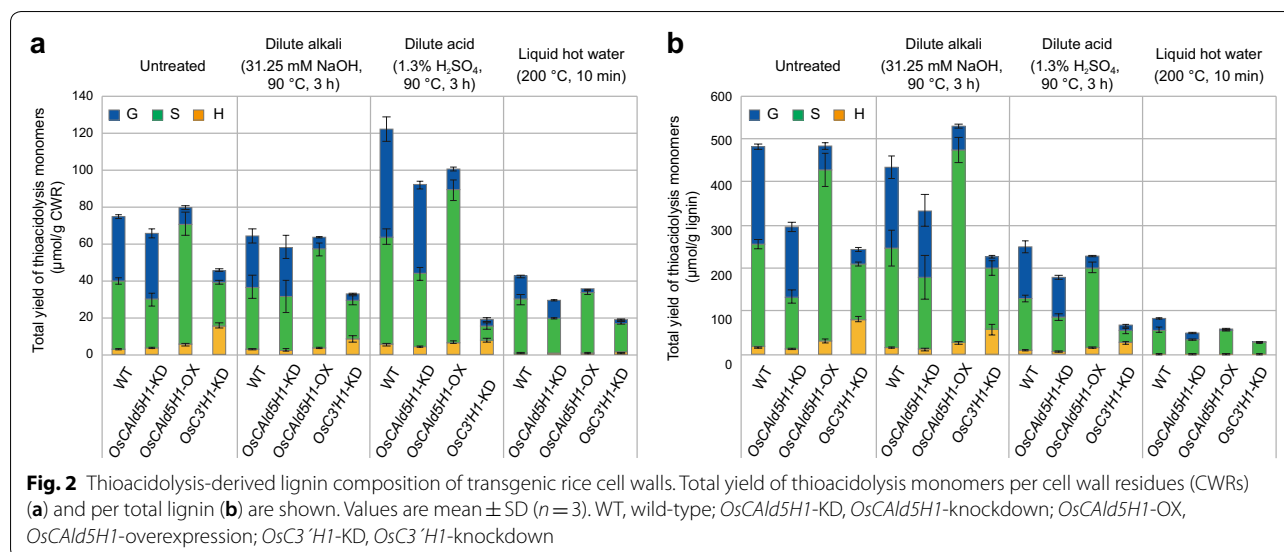 a
Untreated
Dilute alkali
(31.25 mM NaOH,
90 °C, 3 h)
Dilute acid
(1.3% H₂SO₄,
90 °C, 3 h)
Liquid hot water
(200 °C, 10 min)
Total yield of thioacidolysis monomers
(μmol/g CWR)
140
120
100
80
60
40
20
0
G S H
WT
OsCAld5H1-KD
OsCAld5H1-OX
OsC3'H1-KD
WT
OsCAld5H1-KD
OsCAld5H1-OX
OsC3'H1-KD
WT
OsCAld5H1-KD
OsCAld5H1-OX
OsC3'H1-KD
WT
OsCAld5H1-KD
OsCAld5H1-OX
OsC3'H1-KD
b
Untreated
Dilute alkali
(31.25 mM NaOH,
90 °C, 3 h)
Dilute acid
(1.3% H₂SO₄,
90 °C, 3 h)
Liquid hot water
(200 °C, 10 min)
Total yield of thioacidolysis monomers
(μmol/g lignin)
600
500
400
300
200
100
0
G S H
WT
OsCAld5H1-KD
OsCAld5H1-OX
OsC3'H1-KD
WT
OsCAld5H1-KD
OsCAld5H1-OX
OsC3'H1-KD
WT
OsCAld5H1-KD
OsCAld5H1-OX
OsC3'H1-KD
WT
OsCAld5H1-KD
OsCAld5H1-OX
OsC3'H1-KD
Fig. 2 Thioacidolysis-derived lignin composition of transgenic rice cell walls. Total yield of thioacidolysis monomers per cell wall residues (CWRs)
(a) and per total lignin (b) are shown. Values are mean ± SD (n = 3). WT, wild-type; OsCAld5H1-KD, OsCAld5H1-knockdown; OsCAld5H1-OX,
OsCAld5H1-overexpression; OsC3´H1-KD, OsC3´H1-knockdown